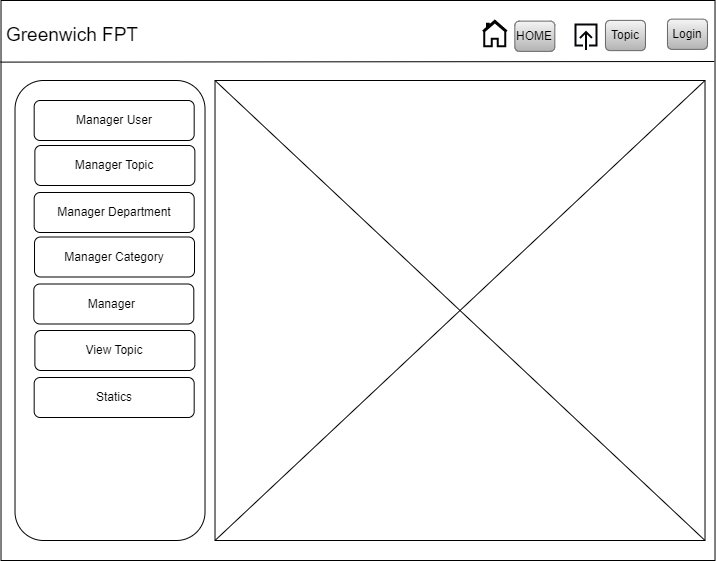 Greenwich FPT
HOME
Topic
Login
Manager User
Manager Topic
Manager Department
Manager Category
Manager
View Topic
Statics